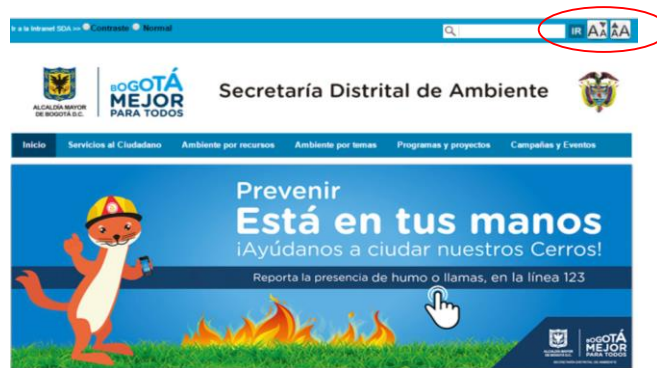 Ir a la Intranet SDA >> Contraste Normal
IR AA AA
ALCALDÍA MAYOR
DE BOGOTÁ D.C.
BOGOTÁ
MEJOR
PARA TODOS
Secretaría Distrital de Ambiente
Inicio Servicios al Ciudadano Ambiente por recursos Ambiente por temas Programas y proyectos Campañas y Eventos
Prevenir
Está en tus manos
¡Ayúdanos a ciudar nuestros Cerros!
Reporta la presencia de humo o llamas, en la línea 123
BOGOTÁ
MEJOR
PARA TODOS